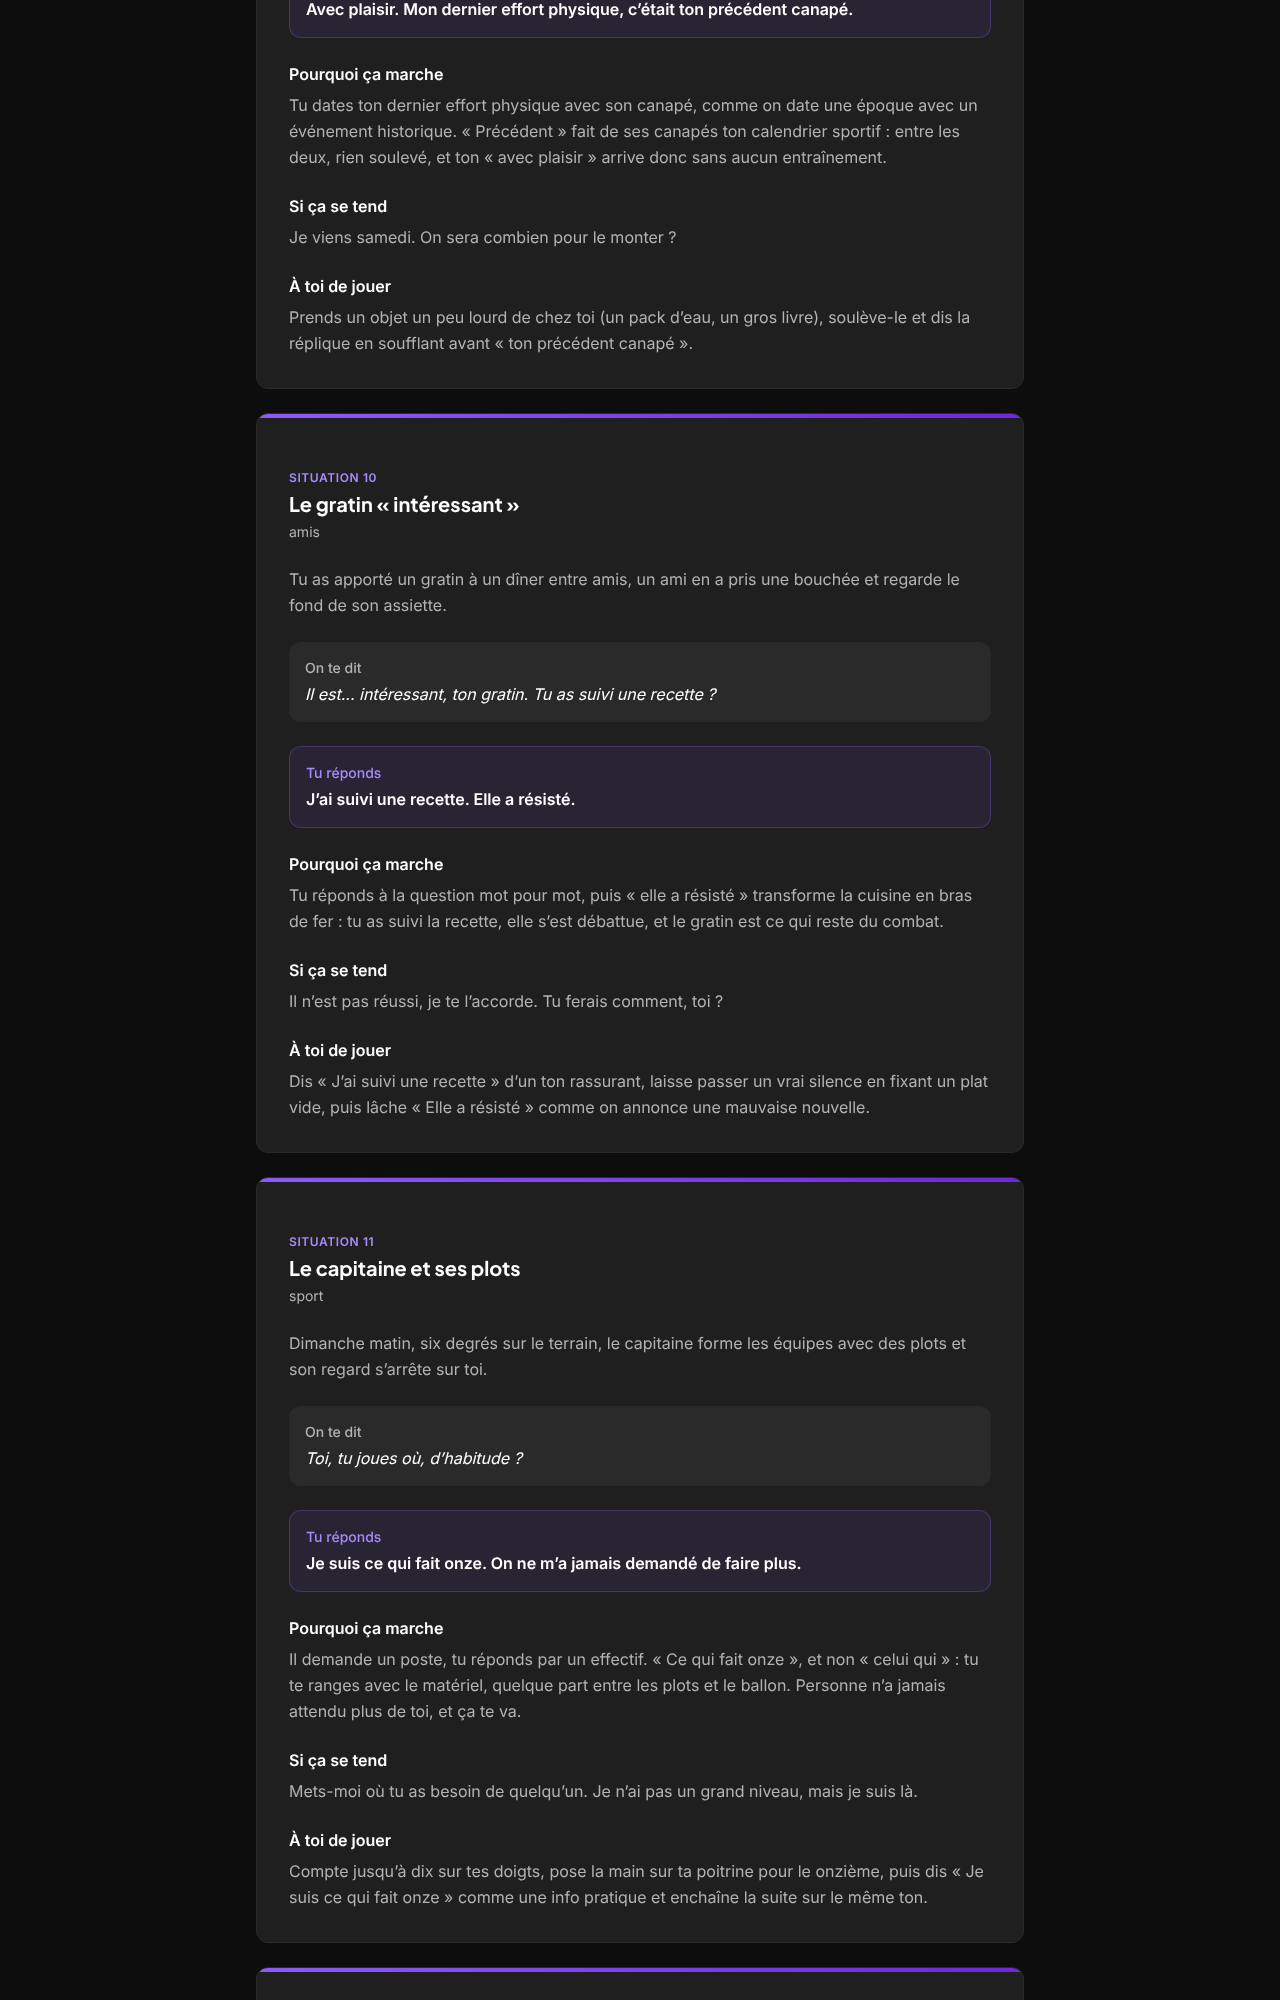 Avec plaisir. Mon dernier effort physique, c’était ton précédent canapé.
Pourquoi ça marche
Tu dates ton dernier effort physique avec son canapé, comme on date une époque avec un
événement historique. « Précédent » fait de ses canapés ton calendrier sportif : entre les
deux, rien soulevé, et ton « avec plaisir » arrive donc sans aucun entraînement.
Si ça se tend
Je viens samedi. On sera combien pour le monter ?
À toi de jouer
Prends un objet un peu lourd de chez toi (un pack d’eau, un gros livre), soulève-le et dis la
réplique en soufflant avant « ton précédent canapé ».
SITUATION 10
Le gratin « intéressant »
amis
Tu as apporté un gratin à un dîner entre amis, un ami en a pris une bouchée et regarde le
fond de son assiette.
On te dit
Il est… intéressant, ton gratin. Tu as suivi une recette ?
Tu réponds
J’ai suivi une recette. Elle a résisté.
Pourquoi ça marche
Tu réponds à la question mot pour mot, puis « elle a résisté » transforme la cuisine en bras
de fer : tu as suivi la recette, elle s’est débattue, et le gratin est ce qui reste du combat.
Si ça se tend
Il n’est pas réussi, je te l’accorde. Tu ferais comment, toi ?
À toi de jouer
Dis « J’ai suivi une recette » d’un ton rassurant, laisse passer un vrai silence en fixant un plat
vide, puis lâche « Elle a résisté » comme on annonce une mauvaise nouvelle.
SITUATION 11
Le capitaine et ses plots
sport
Dimanche matin, six degrés sur le terrain, le capitaine forme les équipes avec des plots et
son regard s’arrête sur toi.
On te dit
Toi, tu joues où, d’habitude ?
Tu réponds
Je suis ce qui fait onze. On ne m’a jamais demandé de faire plus.
Pourquoi ça marche
Il demande un poste, tu réponds par un effectif. « Ce qui fait onze », et non « celui qui » : tu
te ranges avec le matériel, quelque part entre les plots et le ballon. Personne n’a jamais
attendu plus de toi, et ça te va.
Si ça se tend
Mets-moi où tu as besoin de quelqu’un. Je n’ai pas un grand niveau, mais je suis là.
À toi de jouer
Compte jusqu’à dix sur tes doigts, pose la main sur ta poitrine pour le onzième, puis dis « Je
suis ce qui fait onze » comme une info pratique et enchaîne la suite sur le même ton.